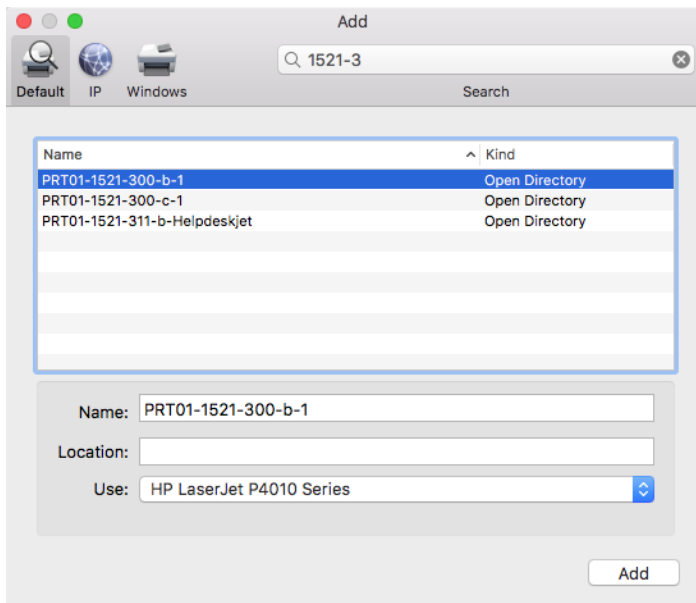 Add
1521-3
Default IP Windows Search
Name Kind
PRT01-1521-300-b-1 Open Directory
PRT01-1521-300-c-1 Open Directory
PRT01-1521-311-b-Helpdeskjet Open Directory
Name: PRT01-1521-300-b-1
Location:
Use: HP LaserJet P4010 Series
Add